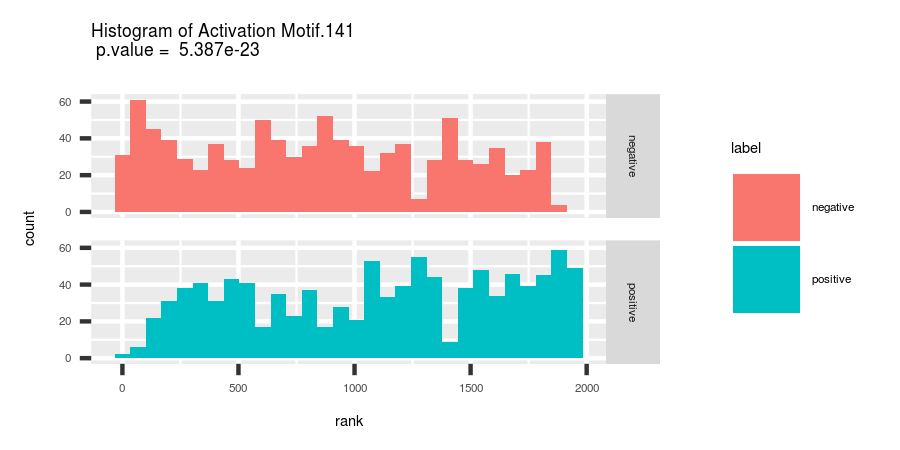 Histogram of Activation Motif.141
p.value =  5.387e-23
60
40
20
0
negative
60
40
20
0
positive
0
500
1000
1500
2000
rank
count
label
negative
positive